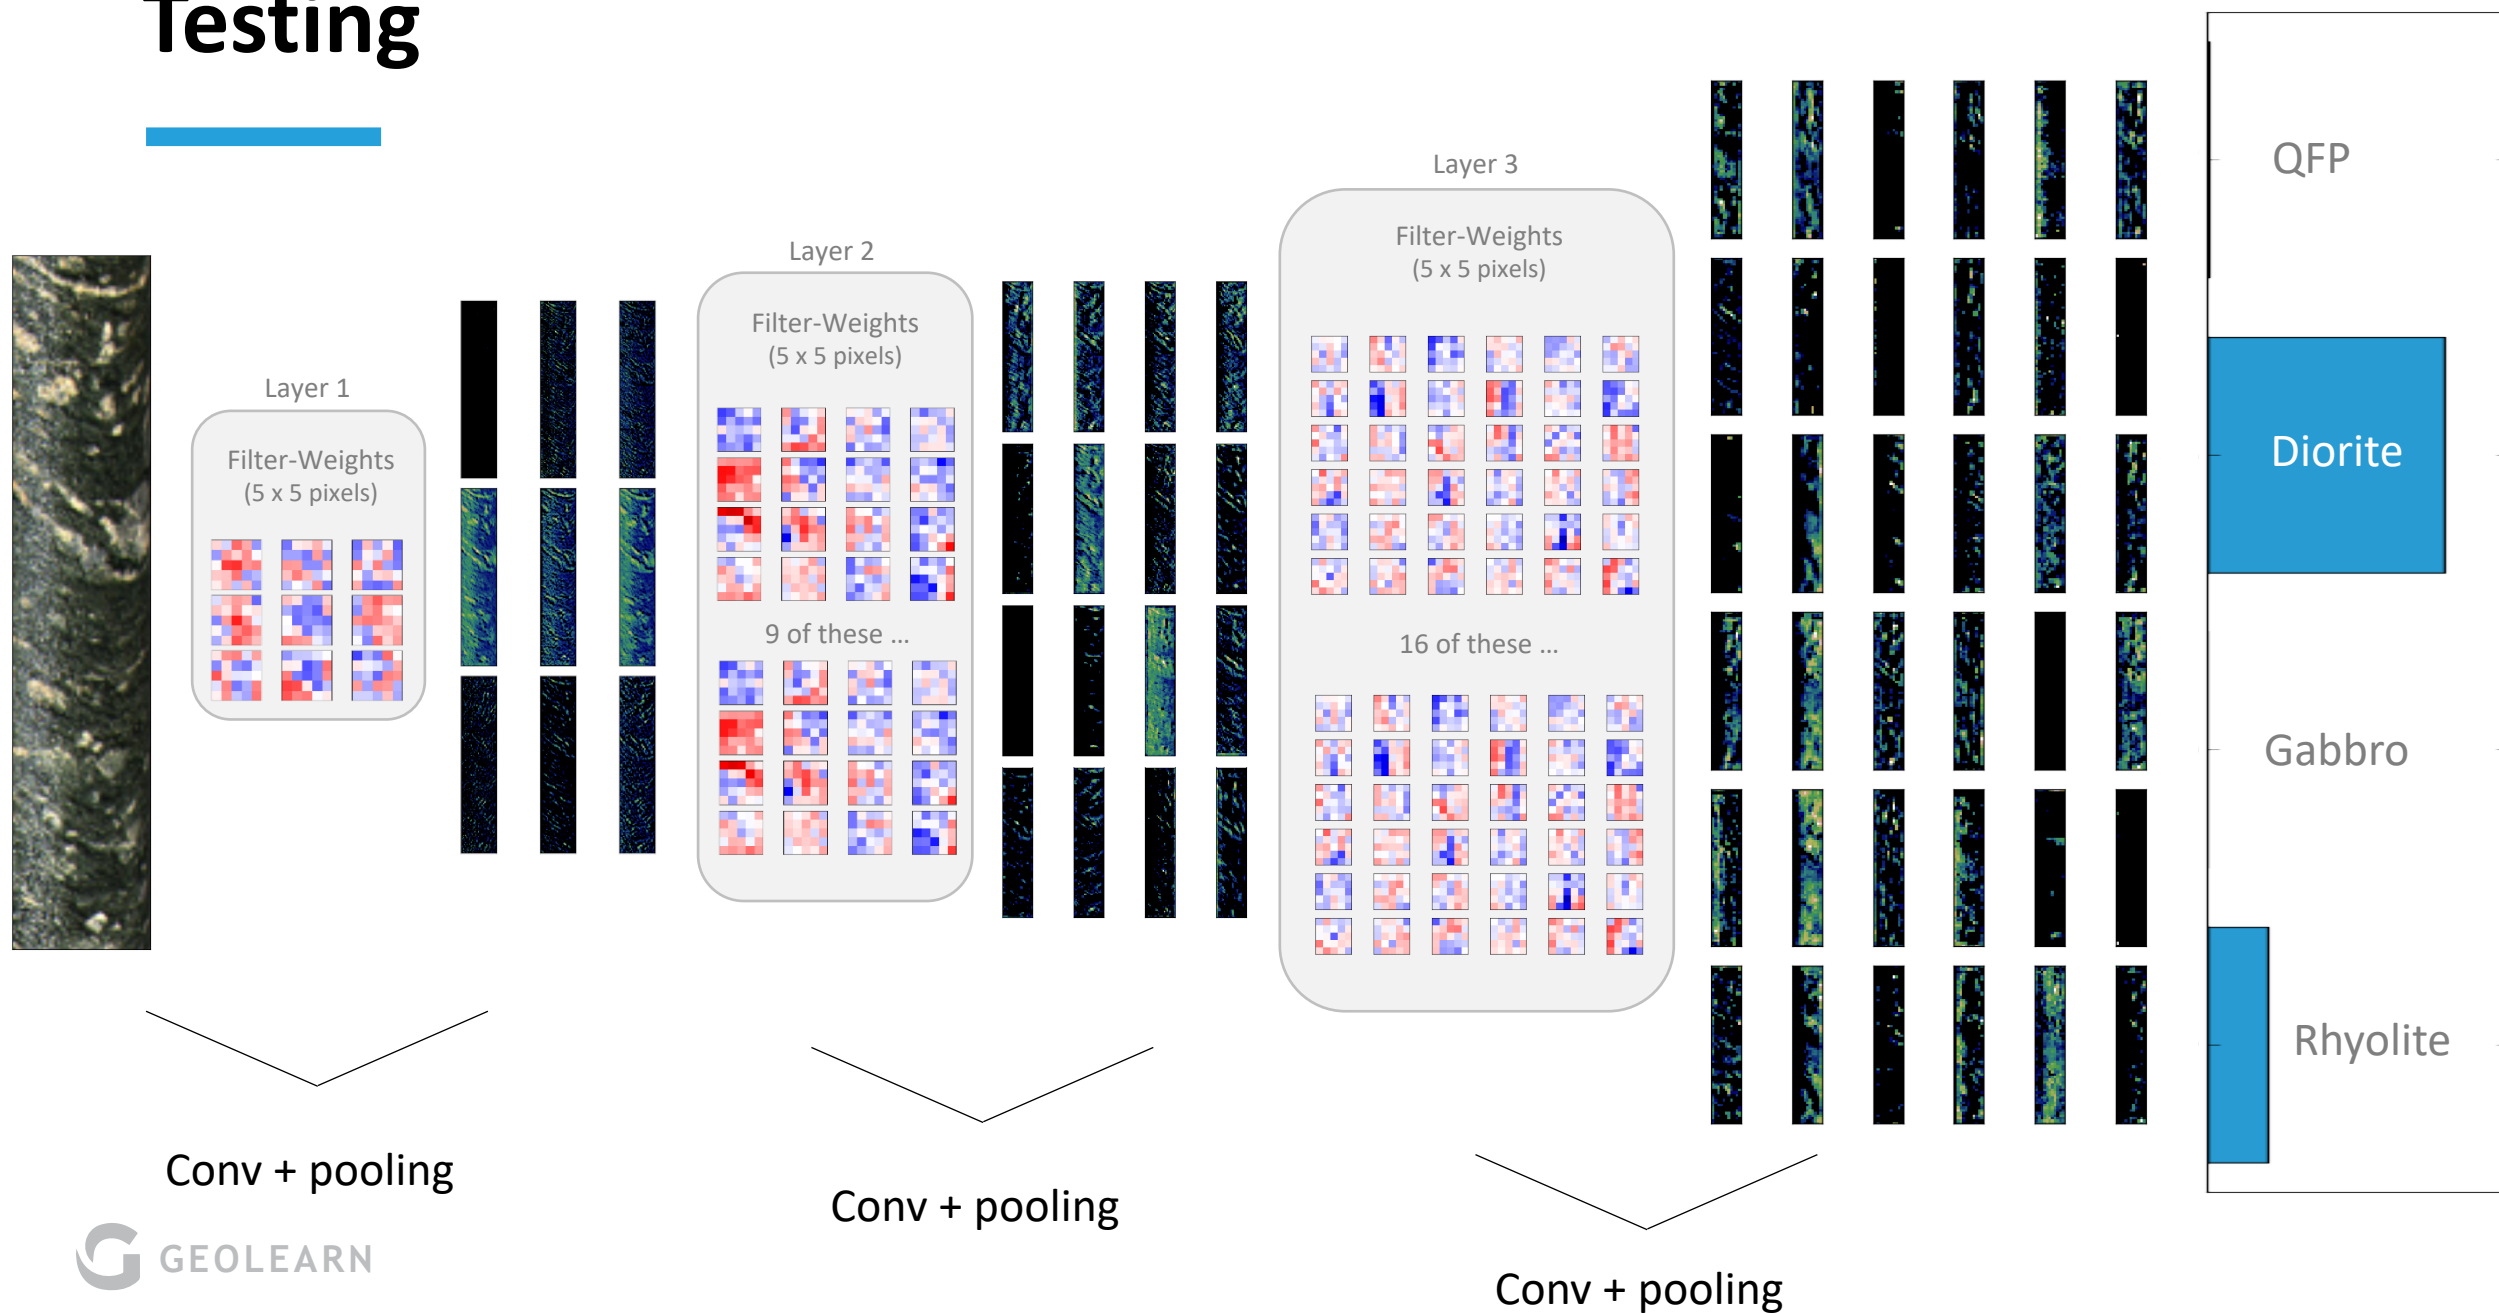 Testing
Layer 1
Filter-Weights
(5 x 5 pixels)
Layer 2
Filter-Weights
(5 x 5 pixels)
9 of these ...
Layer 3
Filter-Weights
(5 x 5 pixels)
16 of these ...
QFP
Diorite
Gabbro
Rhyolite
Conv + pooling
Conv + pooling
Conv + pooling
GEOLEARN